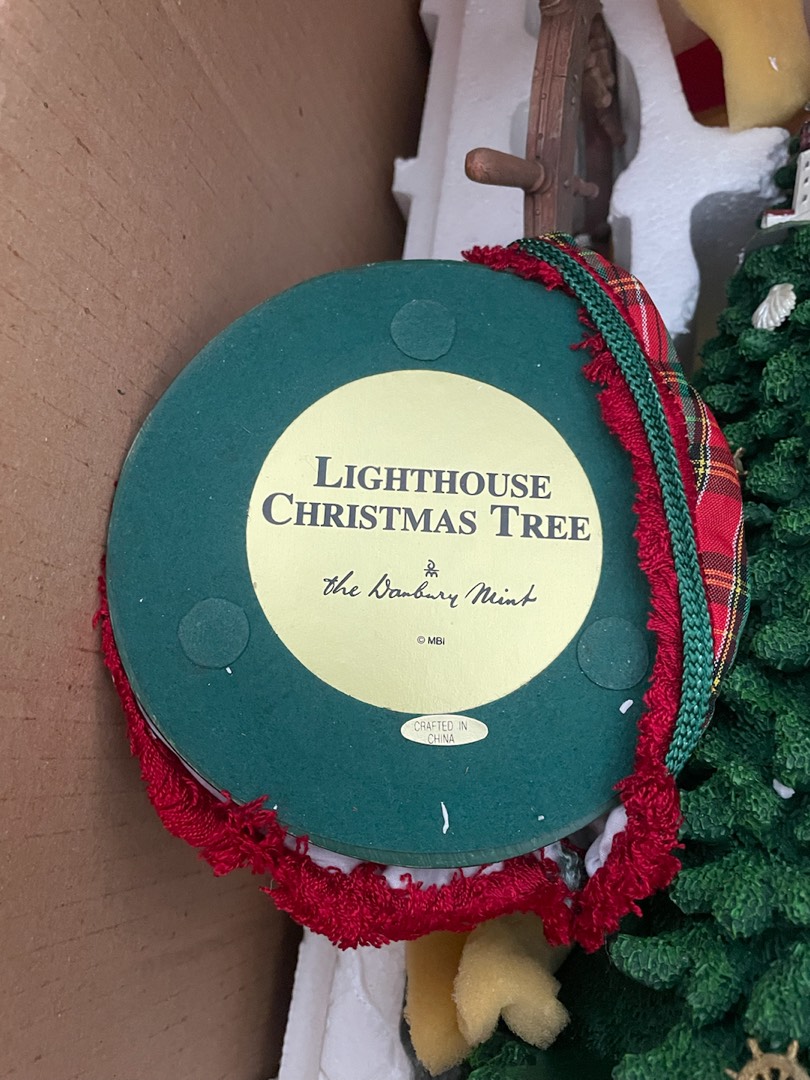 LIGHTHOUSE
CHRISTMAS TREE
the Danbury Mint
© MBI
CRAFTED IN
CHINA